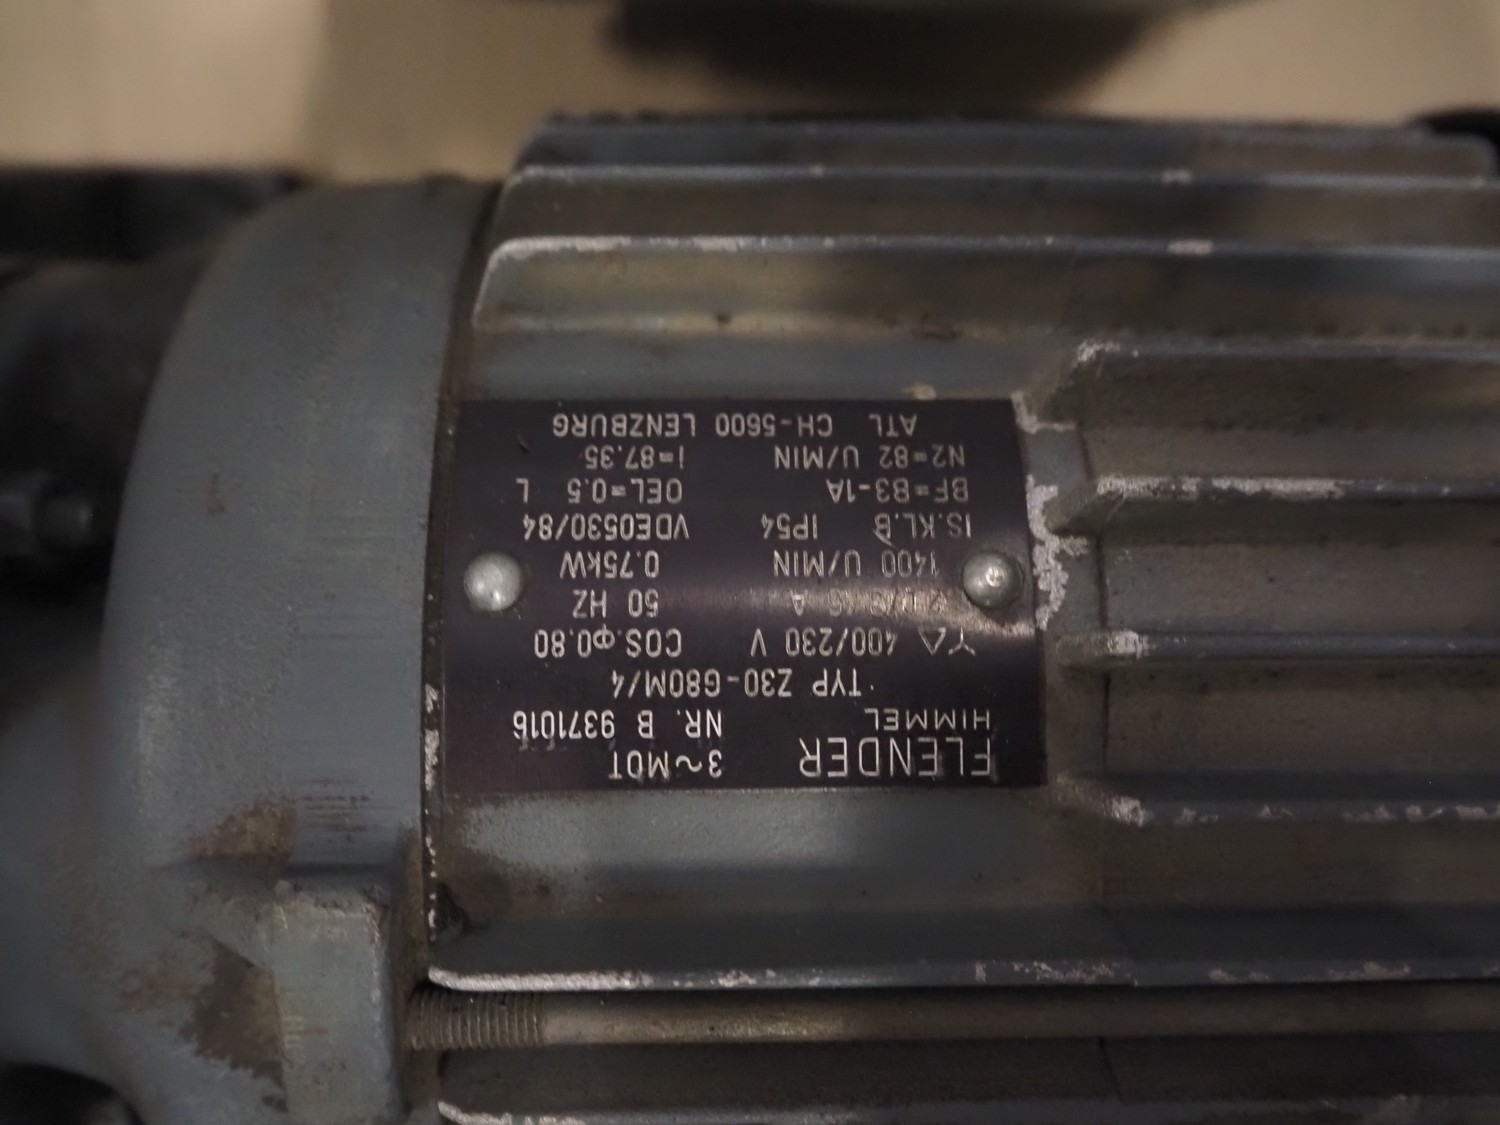 FLENDER 3~MOT
HIMMEL NR. B 9371016
TYP Z30-G80M/4
Y△ 400/230 V COS.φ0.80
A 50 HZ
1400 U/MIN 0.75kW
IS.KL.B IP54 VDE0530/84
BF=B3-1A OEL=0.5 L
N2=82 U/MIN i=87.35
ATL CH-5600 LENZBURG